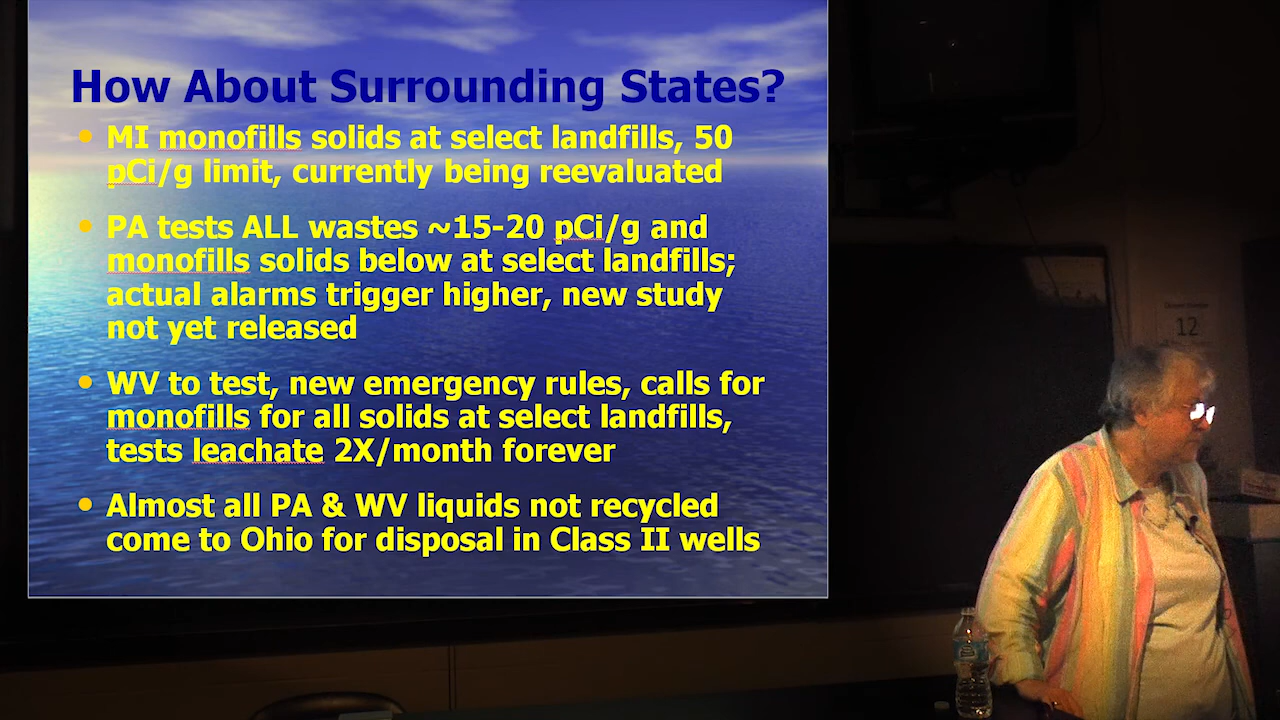 How About Surrounding States?
• MI monofills solids at select landfills, 50
pCi/g limit, currently being reevaluated
• PA tests ALL wastes ~15-20 pCi/g and
monofills solids below at select landfills;
actual alarms trigger higher, new study
not yet released
• WV to test, new emergency rules, calls for
monofills for all solids at select landfills,
tests leachate 2X/month forever
• Almost all PA & WV liquids not recycled
come to Ohio for disposal in Class II wells
12